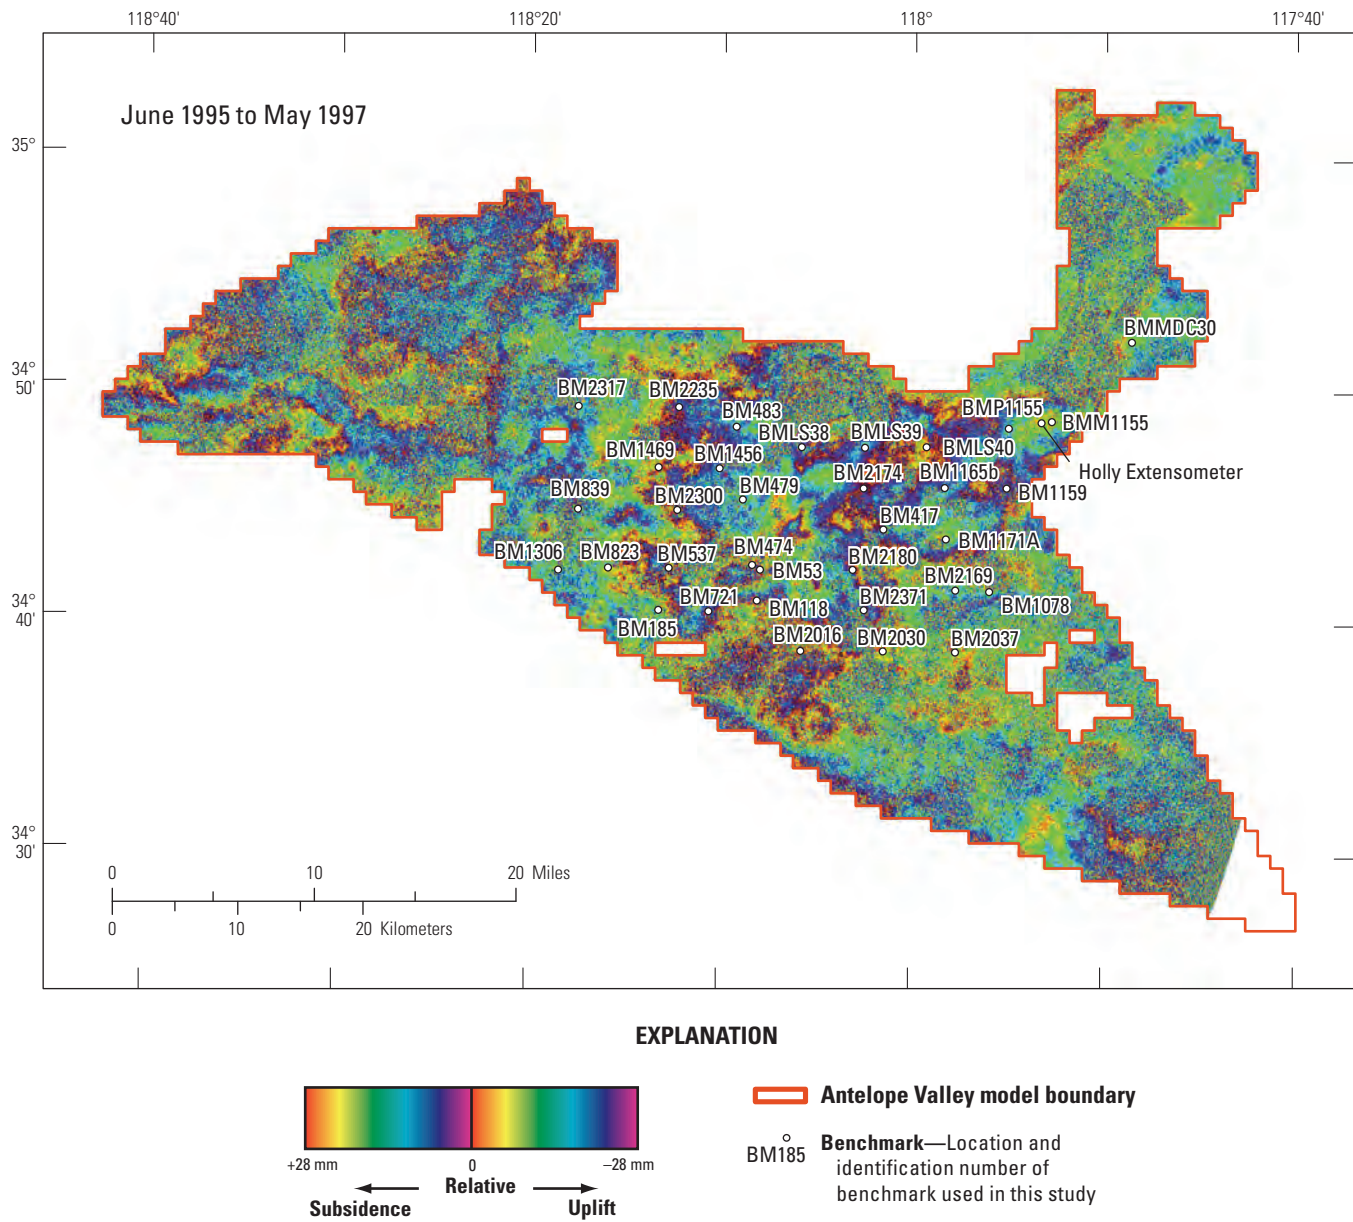 118°40'
118°20'
118°
117°40'
June 1995 to May 1997
35°
34°
50'
34°
40'
34°
30'
BMMDC30
BM2317
BM2235
BM483
BMP1155
BMM1155
BMLS38
BMLS39
BMLS40
BM1469
BM1456
Holly Extensometer
BM2174
BM1165b
BM839
BM2300
BM479
BM1159
BM417
BM1306
BM823
BM537
BM474
BM53
BM2180
BM1171A
BM2169
BM721
BM118
BM2371
BM1078
BM185
BM2016
BM2030
BM2037
0 10 20 Miles
0 10 20 Kilometers
EXPLANATION
+28 mm 0 –28 mm
Relative
Subsidence Uplift
Antelope Valley model boundary
BM185
Benchmark—Location and
identification number of
benchmark used in this study